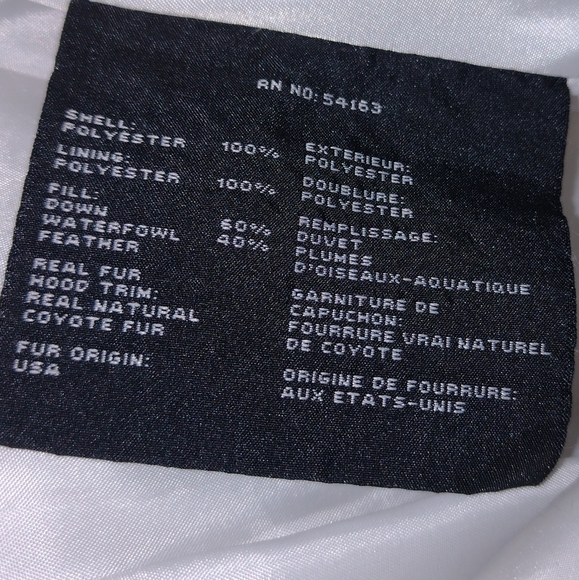 RN NO: 54163
SHELL:
POLYESTER 100%
LINING:
POLYESTER 100%
FILL:
DOWN 60%
WATERFOWL 40%
FEATHER
REAL FUR
HOOD TRIM:
REAL NATURAL
COYOTE FUR
FUR ORIGIN:
USA
EXTERIEUR:
POLYESTER
DOUBLURE:
POLYESTER
REMPLISSAGE:
DUVET
PLUMES
D'OISEAUX-AQUATIQUE
GARNITURE DE
CAPUCHON:
FOURRURE VRAI NATUREL
DE COYOTE
ORIGINE DE FOURRURE:
AUX ETATS-UNIS